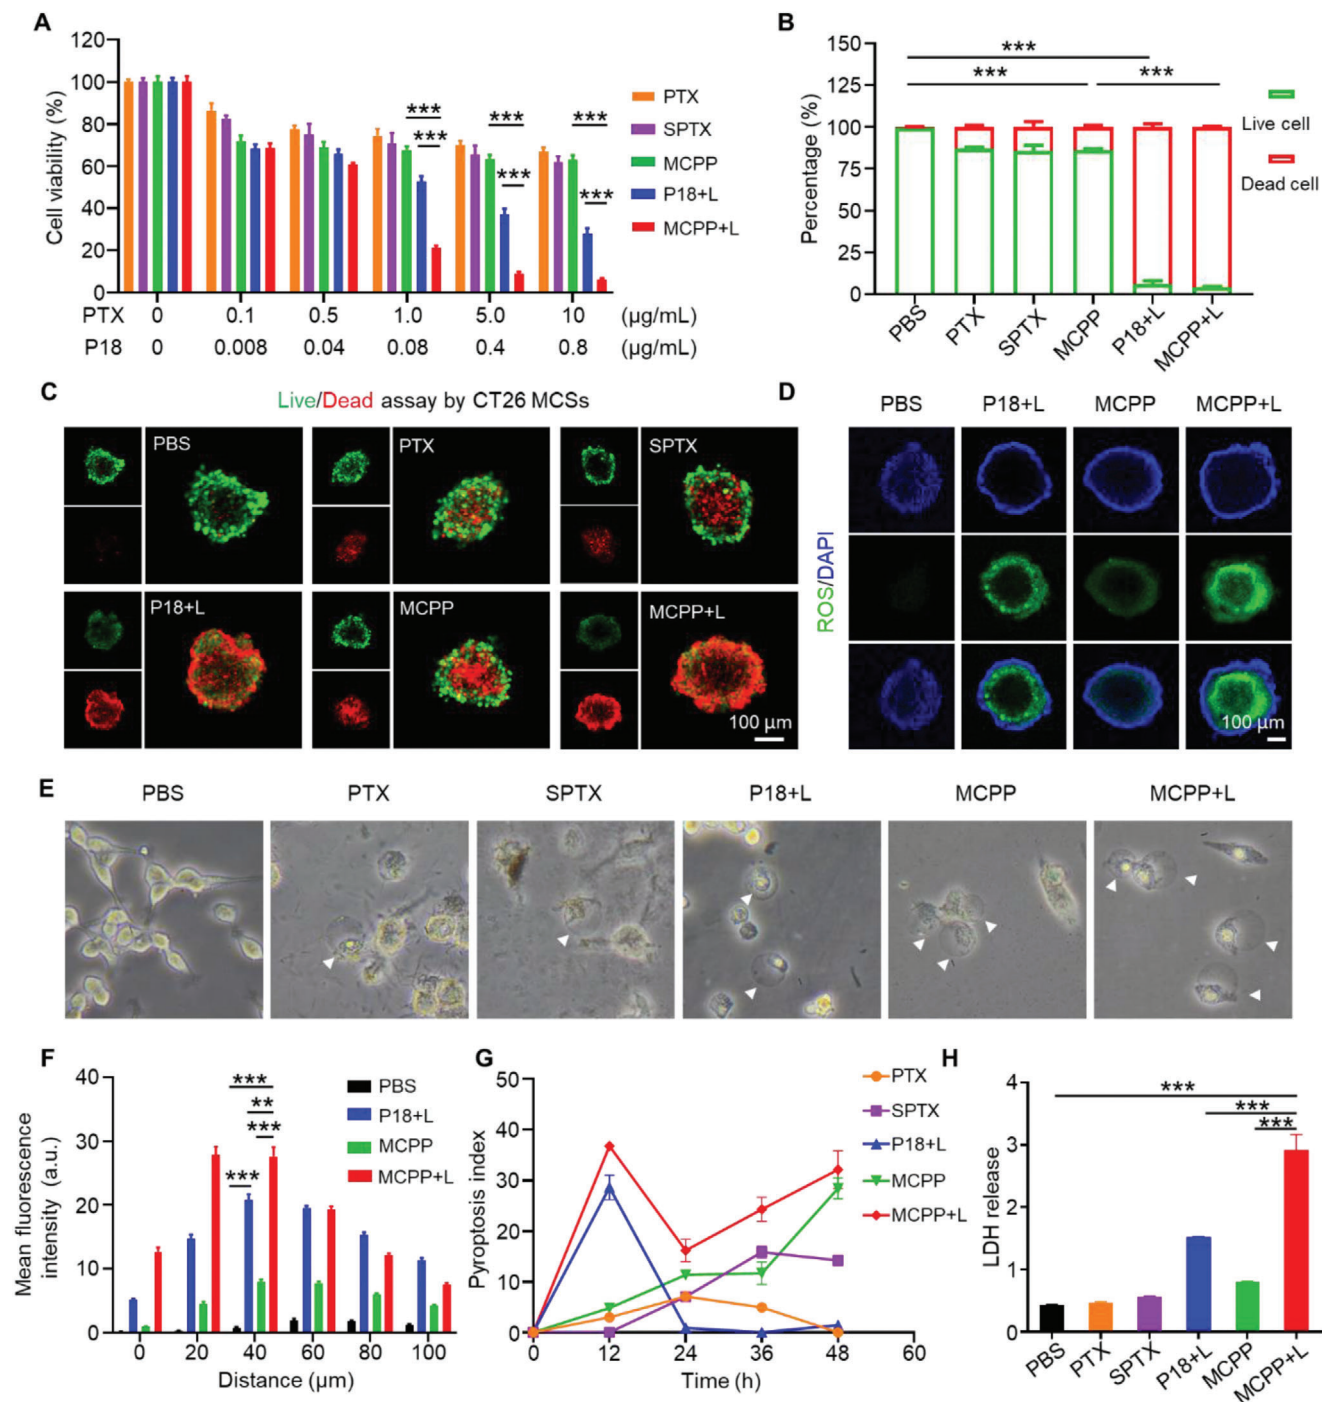 A
120
100
80
60
40
20
0
Cell viability (%)
*** *** *** *** *** ***
PTX
SPTX
MCPP
P18+L
MCPP+L
PTX 0 0.1 0.5 1.0 5.0 10 (µg/mL)
P18 0 0.008 0.04 0.08 0.4 0.8 (µg/mL)
B
150
125
100
75
50
25
0
Percentage (%)
***
*** ***
Live cell
Dead cell
PBS PTX SPTX MCPP P18+L MCPP+L
C
Live/Dead assay by CT26 MCSs
PBS PTX SPTX
P18+L MCPP MCPP+L
100 µm
D
PBS P18+L MCPP MCPP+L
ROS/DAPI
100 µm
E
PBS PTX SPTX P18+L MCPP MCPP+L
F
40
30
20
10
0
Mean fluorescence
intensity (a.u.)
***
**
***
***
PBS
P18+L
MCPP
MCPP+L
0 20 40 60 80 100
Distance (µm)
G
50
40
30
20
10
0
Pyroptosis index
PTX
SPTX
P18+L
MCPP
MCPP+L
0 12 24 36 48 60
Time (h)
H
4
3
2
1
0
LDH release
***
***
***
PBS PTX SPTX P18+L MCPP MCPP+L